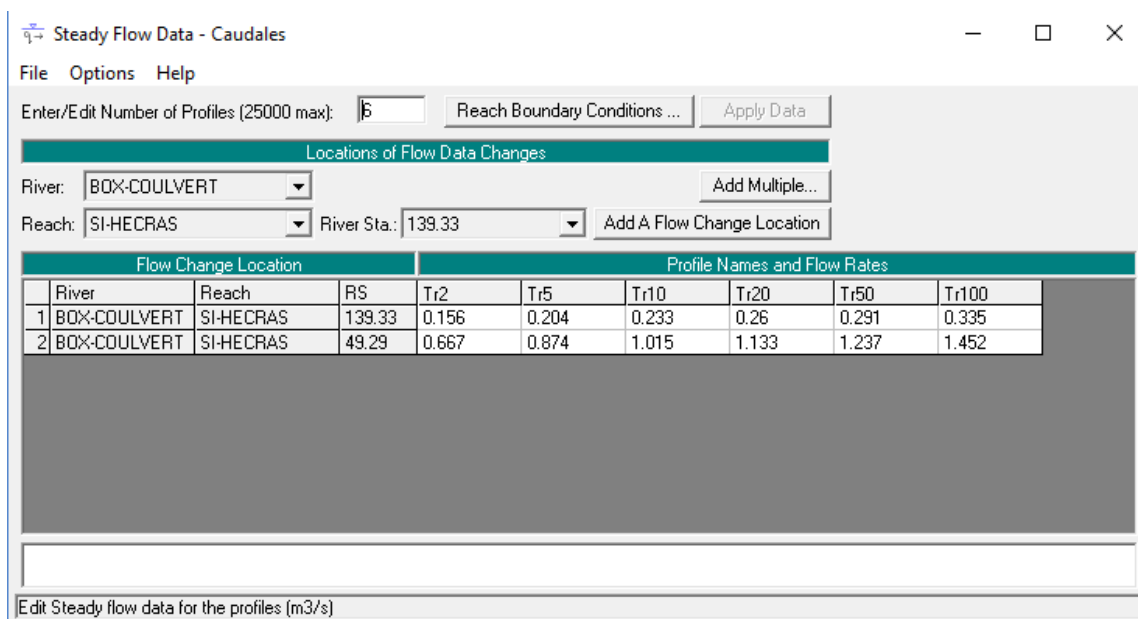 Steady Flow Data - Caudales
File Options Help
Enter/Edit Number of Profiles (25000 max): 6 Reach Boundary Conditions ... Apply Data
Locations of Flow Data Changes
River: BOX-COULVERT Add Multiple...
Reach: SI-HECRAS River Sta.: 139.33 Add A Flow Change Location
Flow Change Location Profile Names and Flow Rates
River Reach RS Tr2 Tr5 Tr10 Tr20 Tr50 Tr100
1 BOX-COULVERT SI-HECRAS 139.33 0.156 0.204 0.233 0.26 0.291 0.335
2 BOX-COULVERT SI-HECRAS 49.29 0.667 0.874 1.015 1.133 1.237 1.452
Edit Steady flow data for the profiles (m3/s)